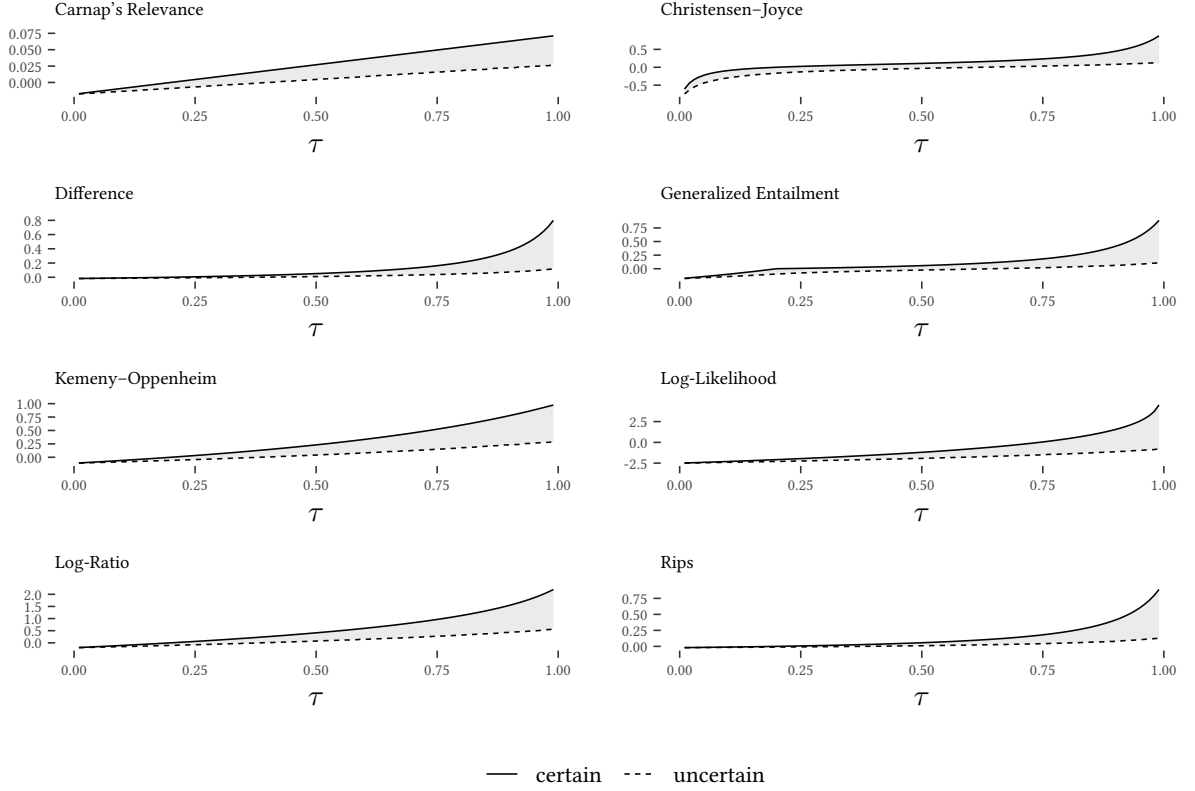 Carnap's Relevance
0.075
0.050
0.025
0.000
0.00 0.25 0.50 0.75 1.00
τ
Christensen–Joyce
0.5
0.0
-0.5
0.00 0.25 0.50 0.75 1.00
τ
Difference
0.8
0.6
0.4
0.2
0.0
0.00 0.25 0.50 0.75 1.00
τ
Generalized Entailment
0.75
0.50
0.25
0.00
0.00 0.25 0.50 0.75 1.00
τ
Kemeny–Oppenheim
1.00
0.75
0.50
0.25
0.00
0.00 0.25 0.50 0.75 1.00
τ
Log-Likelihood
2.5
0.0
-2.5
0.00 0.25 0.50 0.75 1.00
τ
Log-Ratio
2.0
1.5
1.0
0.5
0.0
0.00 0.25 0.50 0.75 1.00
τ
Rips
0.75
0.50
0.25
0.00
0.00 0.25 0.50 0.75 1.00
τ
certain uncertain